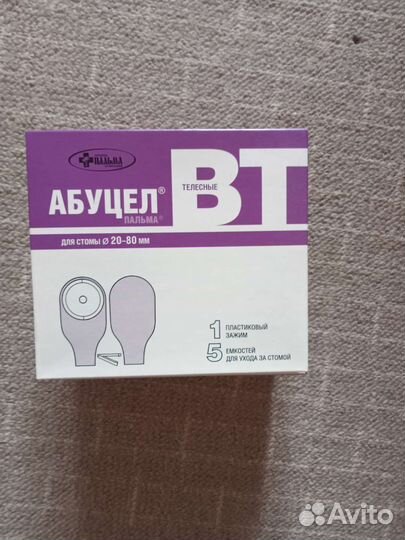 ПАЛЬМА
АБУЦЕЛ®
ПАЛЬМА®
ТЕЛЕСНЫЕ
ВТ
ДЛЯ СТОМЫ Ø 20–80 ММ
1 ПЛАСТИКОВЫЙ
ЗАЖИМ
5 ЕМКОСТЕЙ
ДЛЯ УХОДА ЗА СТОМОЙ
Avito